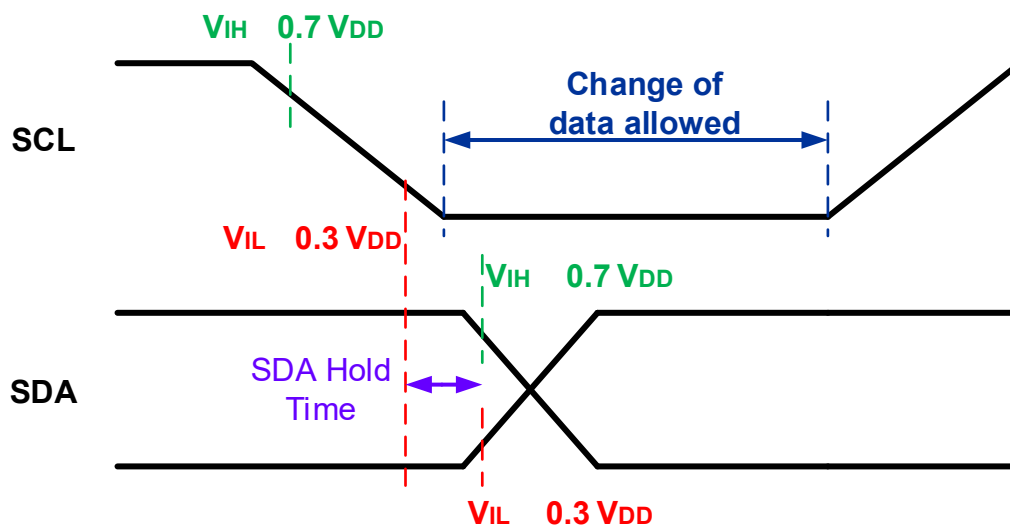 VIH 0.7 VDD
Change of
data allowed
SCL
VIL 0.3 VDD
VIH 0.7 VDD
SDA Hold
Time
SDA
VIL 0.3 VDD